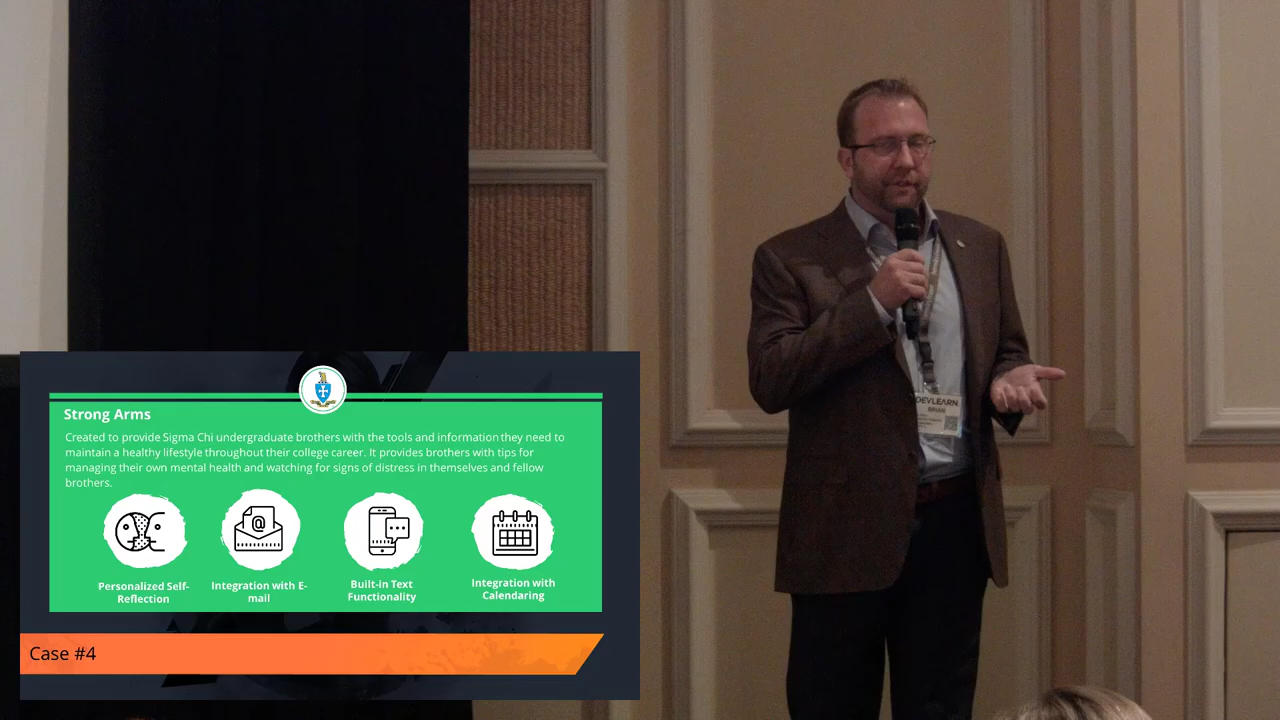 Strong Arms
Created to provide Sigma Chi undergraduate brothers with the tools and information they need to
maintain a healthy lifestyle throughout their college career. It provides brothers with tips for
managing their own mental health and watching for signs of distress in themselves and fellow
brothers.
Personalized Self-
Reflection
Integration with E-
mail
Built-in Text
Functionality
Integration with
Calendaring
Case #4
DEVLEARN
BRIAN